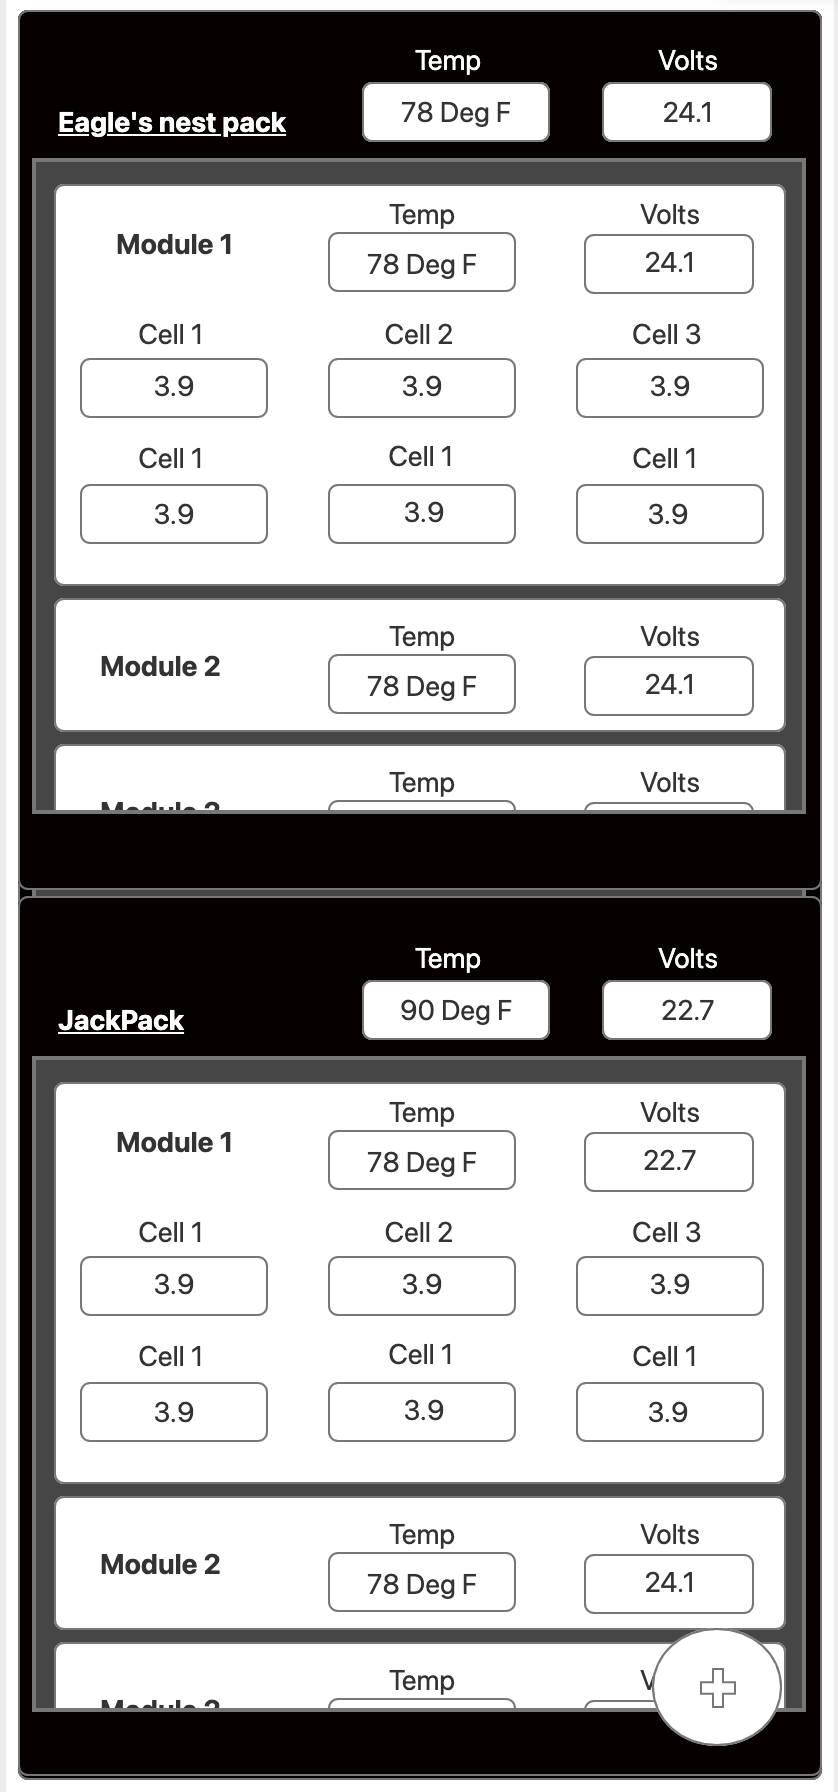 Temp Volts
Eagle's nest pack 78 Deg F 24.1
Temp Volts
Module 1 78 Deg F 24.1
Cell 1 Cell 2 Cell 3
3.9 3.9 3.9
Cell 1 Cell 1 Cell 1
3.9 3.9 3.9
Temp Volts
Module 2 78 Deg F 24.1
Temp Volts
Temp Volts
JackPack 90 Deg F 22.7
Temp Volts
Module 1 78 Deg F 22.7
Cell 1 Cell 2 Cell 3
3.9 3.9 3.9
Cell 1 Cell 1 Cell 1
3.9 3.9 3.9
Temp Volts
Module 2 78 Deg F 24.1
Temp